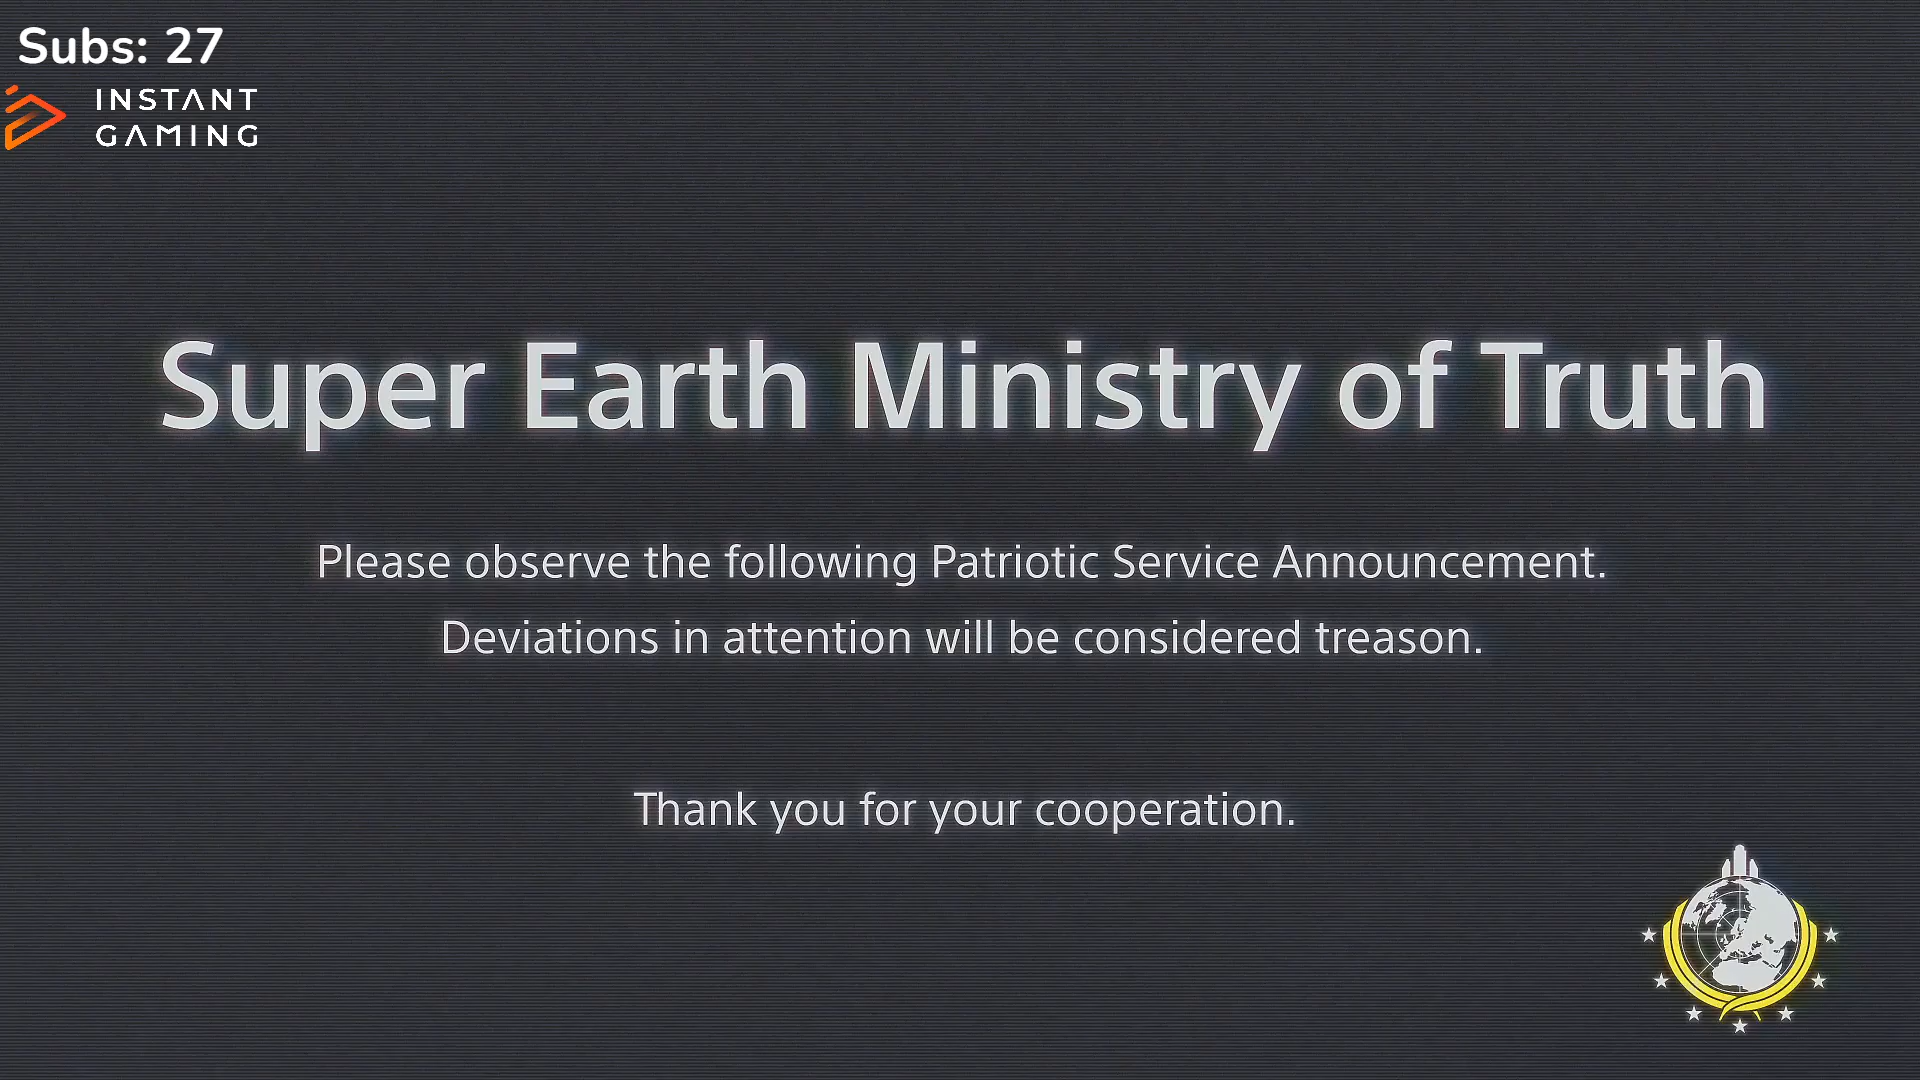 Subs: 27
INSTANT
GAMING
Super Earth Ministry of Truth
Please observe the following Patriotic Service Announcement.
Deviations in attention will be considered treason.
Thank you for your cooperation.